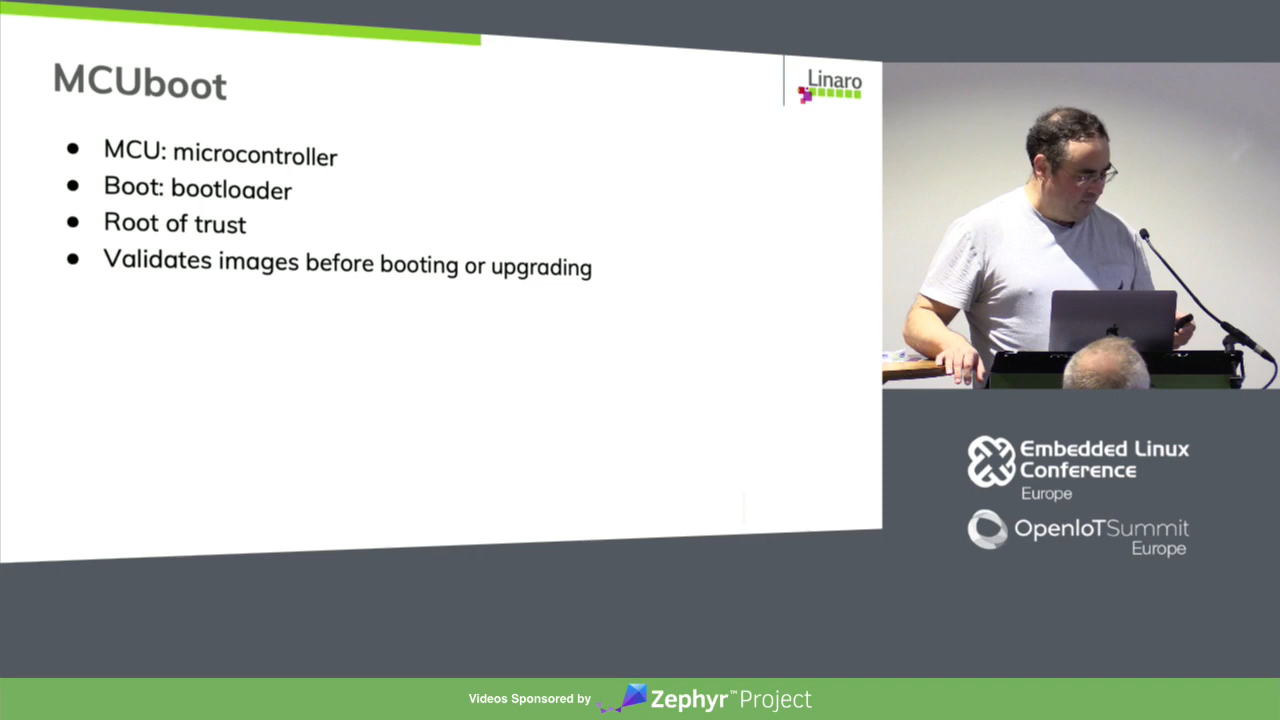 MCUboot
Linaro
● MCU: microcontroller
● Boot: bootloader
● Root of trust
● Validates images before booting or upgrading
Embedded Linux
Conference
Europe
OpenIoTSummit
Europe
Videos Sponsored by Zephyr™Project